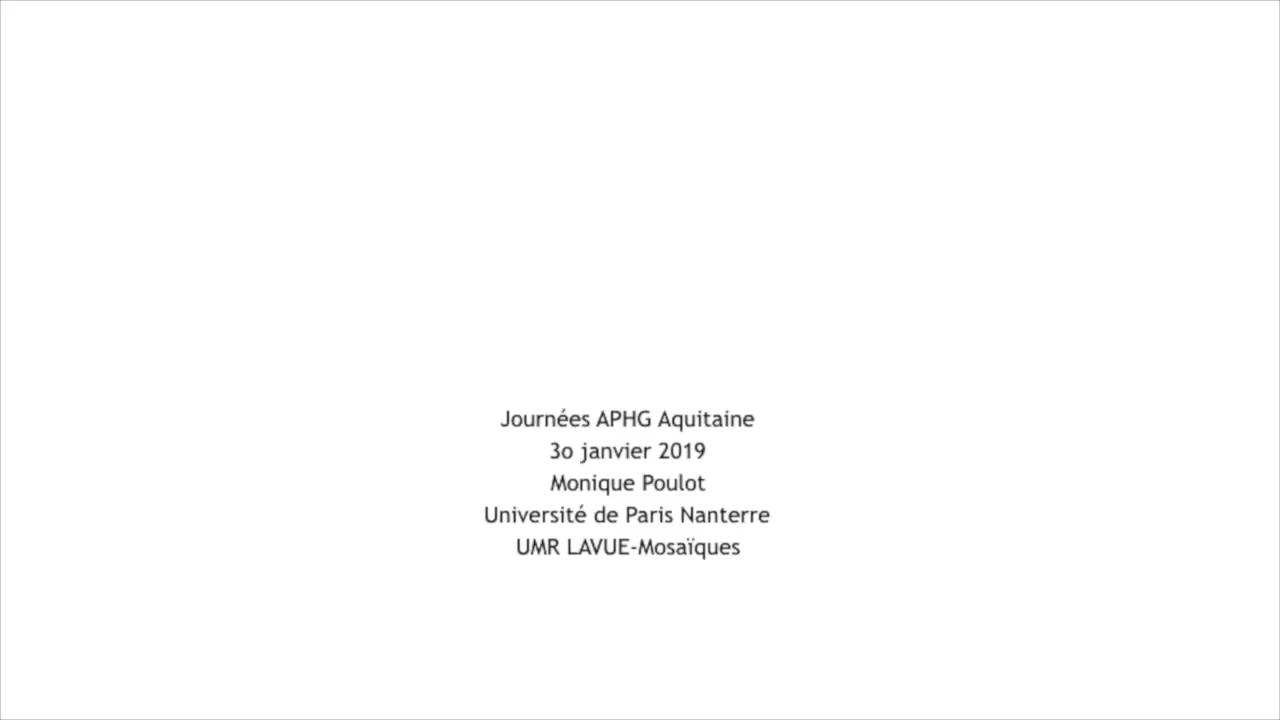 Journées APHG Aquitaine
3o janvier 2019
Monique Poulot
Université de Paris Nanterre
UMR LAVUE-Mosaïques